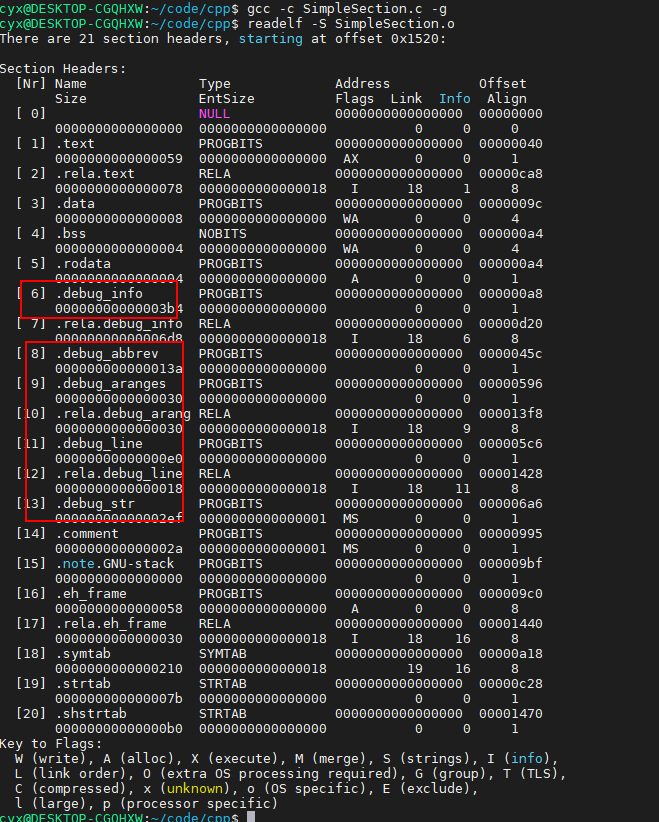 cyx@DESKTOP-CGQHXW:~/code/cpp$ gcc -c SimpleSection.c -g
cyx@DESKTOP-CGQHXW:~/code/cpp$ readelf -S SimpleSection.o
There are 21 section headers, starting at offset 0x1520:

Section Headers:
  [Nr] Name              Type             Address           Offset
       Size              EntSize          Flags  Link  Info  Align
  [ 0]                   NULL             0000000000000000  00000000
       0000000000000000  0000000000000000           0     0     0
  [ 1] .text             PROGBITS         0000000000000000  00000040
       0000000000000059  0000000000000000  AX       0     0     1
  [ 2] .rela.text        RELA             0000000000000000  00000ca8
       0000000000000078  0000000000000018   I      18     1     8
  [ 3] .data             PROGBITS         0000000000000000  0000009c
       0000000000000008  0000000000000000  WA       0     0     4
  [ 4] .bss              NOBITS           0000000000000000  000000a4
       0000000000000004  0000000000000000  WA       0     0     4
  [ 5] .rodata           PROGBITS         0000000000000000  000000a4
       0000000000000004  0000000000000000   A       0     0     1
  [ 6] .debug_info       PROGBITS         0000000000000000  000000a8
       00000000000003b4  0000000000000000           0     0     1
  [ 7] .rela.debug_info  RELA             0000000000000000  00000d20
       00000000000006d8  0000000000000018   I      18     6     8
  [ 8] .debug_abbrev     PROGBITS         0000000000000000  0000045c
       000000000000013a  0000000000000000           0     0     1
  [ 9] .debug_aranges    PROGBITS         0000000000000000  00000596
       0000000000000030  0000000000000000           0     0     1
  [10] .rela.debug_arang RELA             0000000000000000  000013f8
       0000000000000030  0000000000000018   I      18     9     8
  [11] .debug_line       PROGBITS         0000000000000000  000005c6
       00000000000000e0  0000000000000000           0     0     1
  [12] .rela.debug_line  RELA             0000000000000000  00001428
       0000000000000018  0000000000000018   I      18    11     8
  [13] .debug_str        PROGBITS         0000000000000000  000006a6
       00000000000002ef  0000000000000001  MS       0     0     1
  [14] .comment          PROGBITS         0000000000000000  00000995
       000000000000002a  0000000000000001  MS       0     0     1
  [15] .note.GNU-stack   PROGBITS         0000000000000000  000009bf
       0000000000000000  0000000000000000           0     0     1
  [16] .eh_frame         PROGBITS         0000000000000000  000009c0
       0000000000000058  0000000000000000   A       0     0     8
  [17] .rela.eh_frame    RELA             0000000000000000  00001440
       0000000000000030  0000000000000018   I      18    16     8
  [18] .symtab           SYMTAB           0000000000000000  00000a18
       0000000000000210  0000000000000018          19    16     8
  [19] .strtab           STRTAB           0000000000000000  00000c28
       000000000000007b  0000000000000000           0     0     1
  [20] .shstrtab         STRTAB           0000000000000000  00001470
       00000000000000b0  0000000000000000           0     0     1
Key to Flags:
  W (write), A (alloc), X (execute), M (merge), S (strings), I (info),
  L (link order), O (extra OS processing required), G (group), T (TLS),
  C (compressed), x (unknown), o (OS specific), E (exclude),
  l (large), p (processor specific)
cyx@DESKTOP-CGQHXW:~/code/cpp$